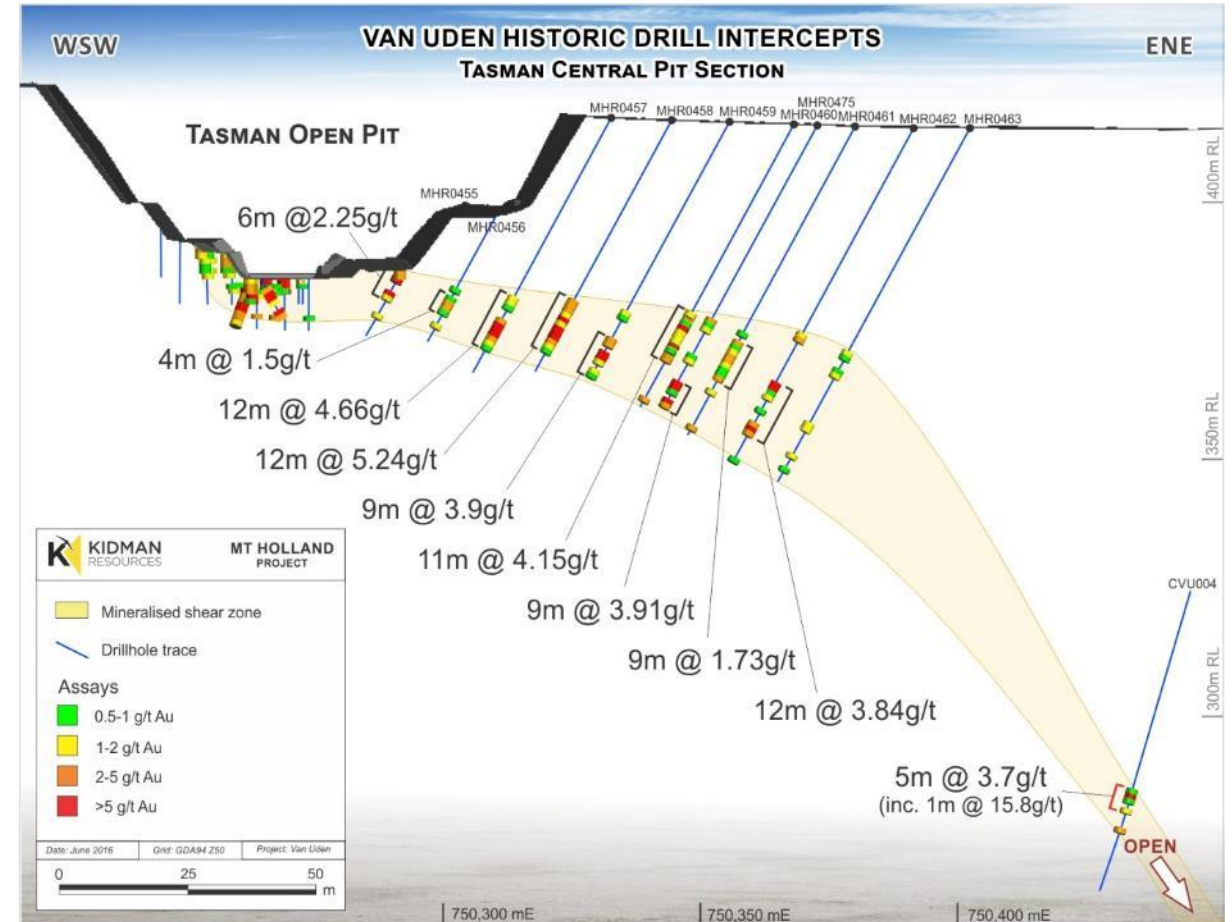 WSW
VAN UDEN HISTORIC DRILL INTERCEPTS
TASMAN CENTRAL PIT SECTION
ENE
TASMAN OPEN PIT
MHR0457
MHR0458
MHR0459
MHR0475
MHR0460
MHR0461
MHR0462
MHR0463
400m RL
MHR0455
MHR0456
6m @2.25g/t
4m @ 1.5g/t
12m @ 4.66g/t
12m @ 5.24g/t
9m @ 3.9g/t
11m @ 4.15g/t
9m @ 3.91g/t
9m @ 1.73g/t
12m @ 3.84g/t
350m RL
300m RL
CVU004
5m @ 3.7g/t
(inc. 1m @ 15.8g/t)
OPEN
K KIDMAN RESOURCES
MT HOLLAND
PROJECT
Mineralised shear zone
Drillhole trace
Assays
0.5-1 g/t Au
1-2 g/t Au
2-5 g/t Au
>5 g/t Au
Date: June 2016 Grid: GDA94 Z50 Project: Van Uden
0 25 50
m
750,300 mE
750,350 mE
750,400 mE